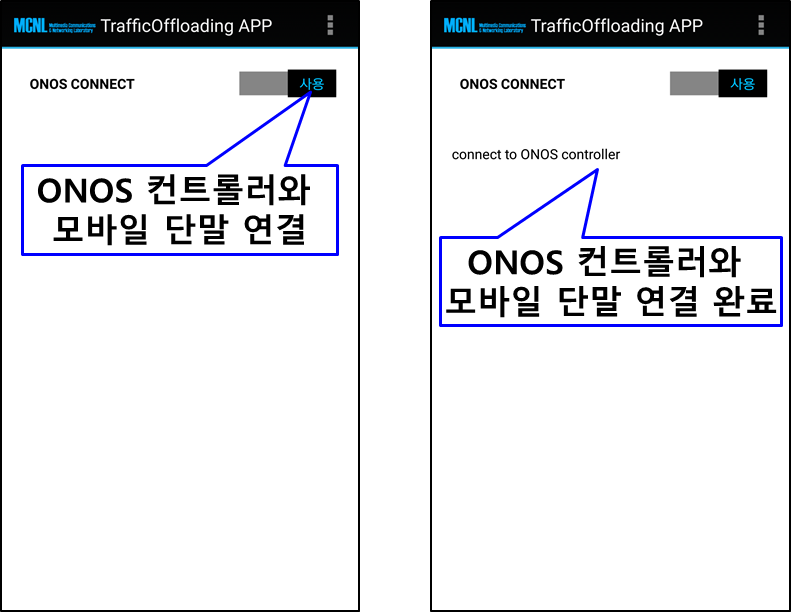 MCNL Multimedia Communications & Networking Laboratory TrafficOffloading APP
ONOS CONNECT 사용
ONOS 컨트롤러와
모바일 단말 연결
MCNL Multimedia Communications & Networking Laboratory TrafficOffloading APP
ONOS CONNECT 사용
connect to ONOS controller
ONOS 컨트롤러와
모바일 단말 연결 완료